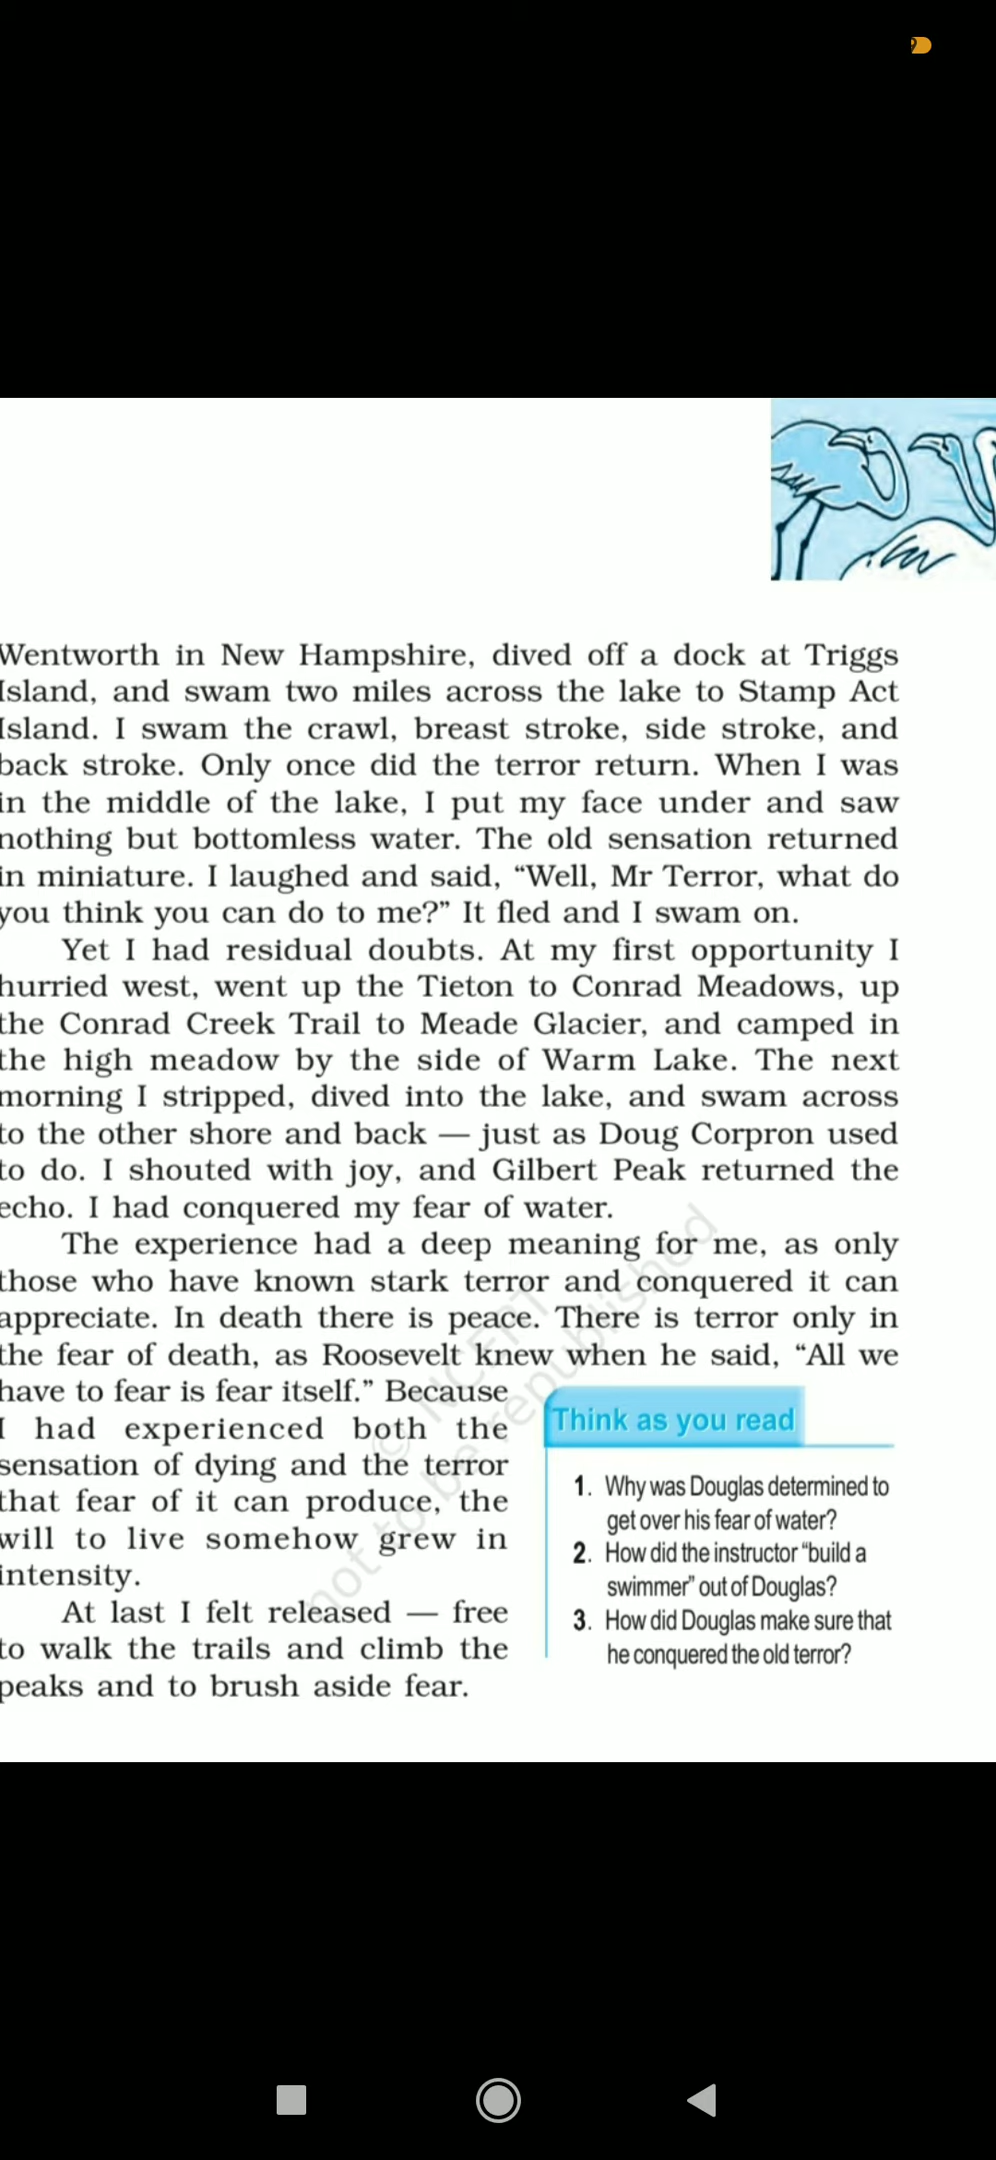 Wentworth in New Hampshire, dived off a dock at Triggs
Island, and swam two miles across the lake to Stamp Act
Island. I swam the crawl, breast stroke, side stroke, and
back stroke. Only once did the terror return. When I was
in the middle of the lake, I put my face under and saw
nothing but bottomless water. The old sensation returned
in miniature. I laughed and said, “Well, Mr Terror, what do
you think you can do to me?” It fled and I swam on.
Yet I had residual doubts. At my first opportunity I
hurried west, went up the Tieton to Conrad Meadows, up
the Conrad Creek Trail to Meade Glacier, and camped in
the high meadow by the side of Warm Lake. The next
morning I stripped, dived into the lake, and swam across
to the other shore and back — just as Doug Corpron used
to do. I shouted with joy, and Gilbert Peak returned the
echo. I had conquered my fear of water.
The experience had a deep meaning for me, as only
those who have known stark terror and conquered it can
appreciate. In death there is peace. There is terror only in
the fear of death, as Roosevelt knew when he said, “All we
have to fear is fear itself.” Because
I had experienced both the
sensation of dying and the terror
that fear of it can produce, the
will to live somehow grew in
intensity.
At last I felt released — free
to walk the trails and climb the
peaks and to brush aside fear.
Think as you read
1. Why was Douglas determined to
get over his fear of water?
2. How did the instructor “build a
swimmer” out of Douglas?
3. How did Douglas make sure that
he conquered the old terror?
© NCERT
not to be republished